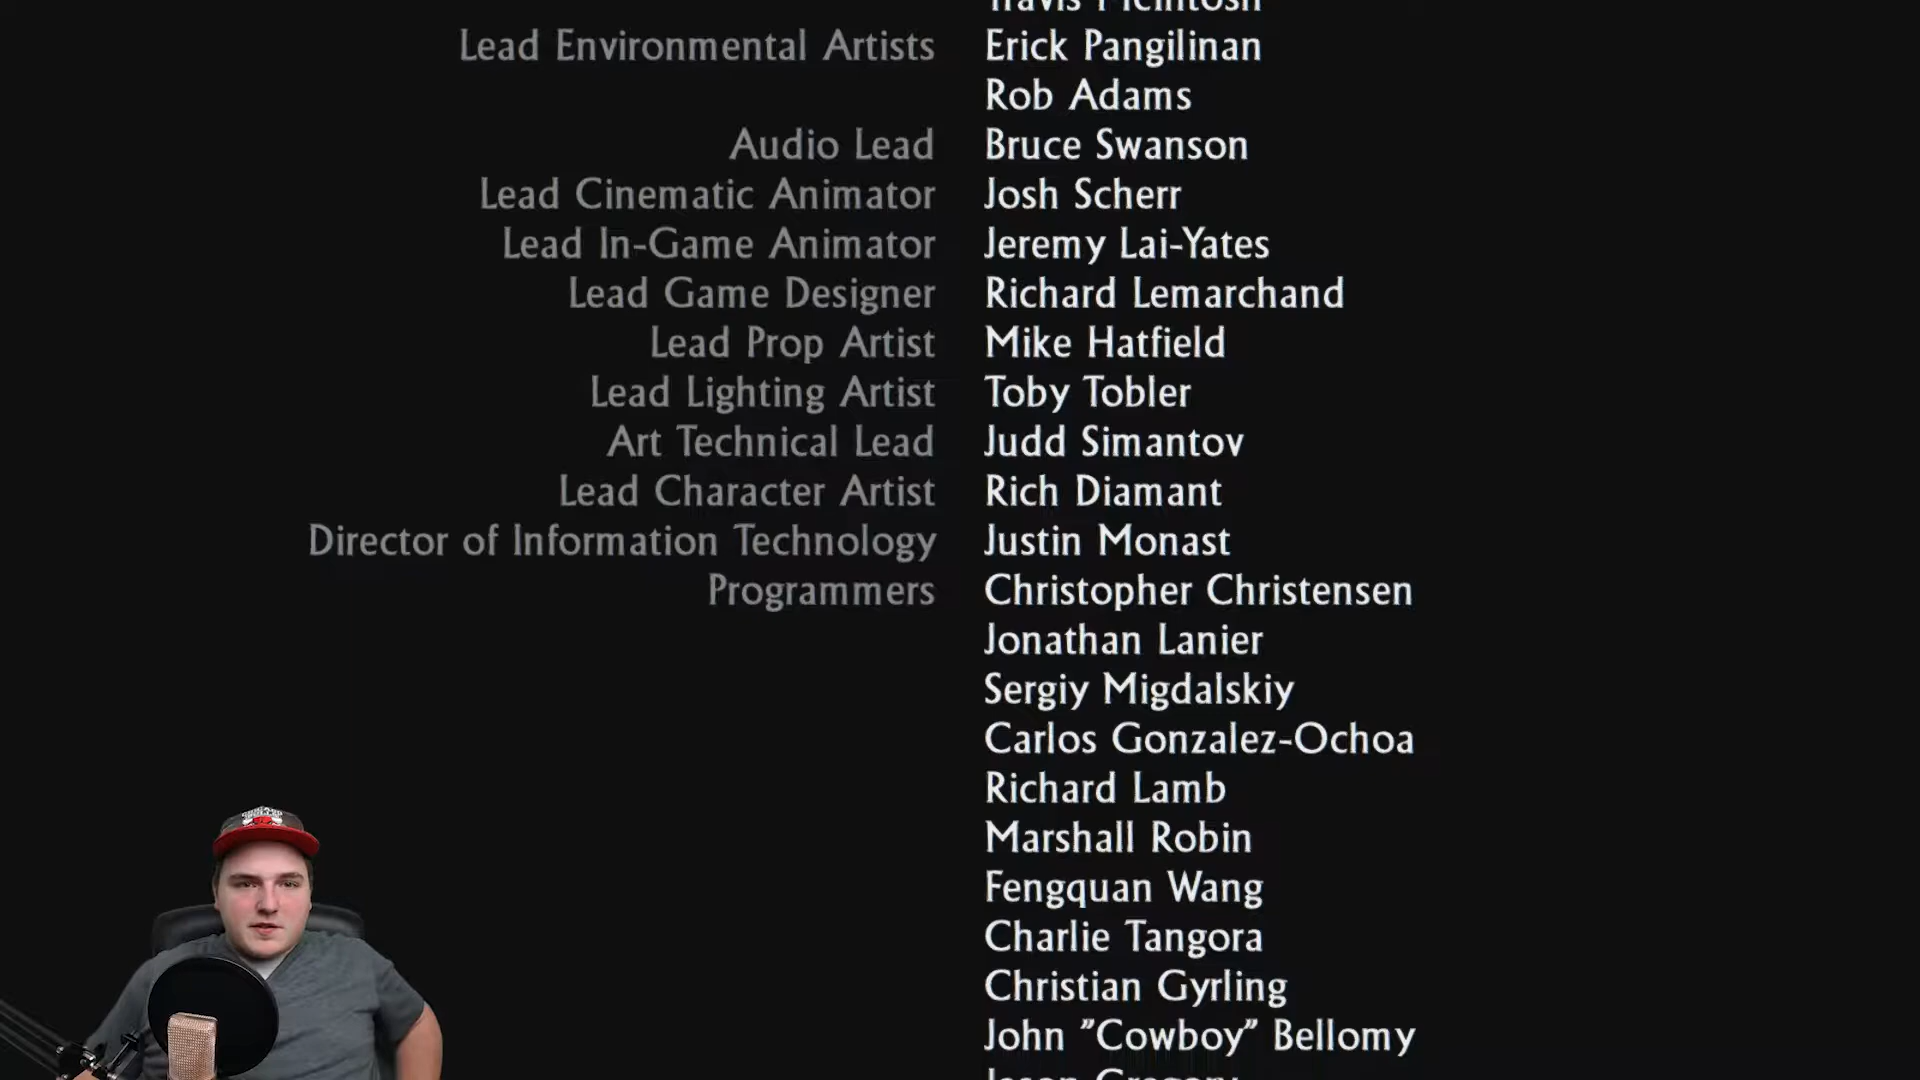 Travis McIntosh
Lead Environmental Artists Erick Pangilinan
Rob Adams
Audio Lead Bruce Swanson
Lead Cinematic Animator Josh Scherr
Lead In-Game Animator Jeremy Lai-Yates
Lead Game Designer Richard Lemarchand
Lead Prop Artist Mike Hatfield
Lead Lighting Artist Toby Tobler
Art Technical Lead Judd Simantov
Lead Character Artist Rich Diamant
Director of Information Technology Justin Monast
Programmers Christopher Christensen
Jonathan Lanier
Sergiy Migdalskiy
Carlos Gonzalez-Ochoa
Richard Lamb
Marshall Robin
Fengquan Wang
Charlie Tangora
Christian Gyrling
John "Cowboy" Bellomy
Jason Gregory